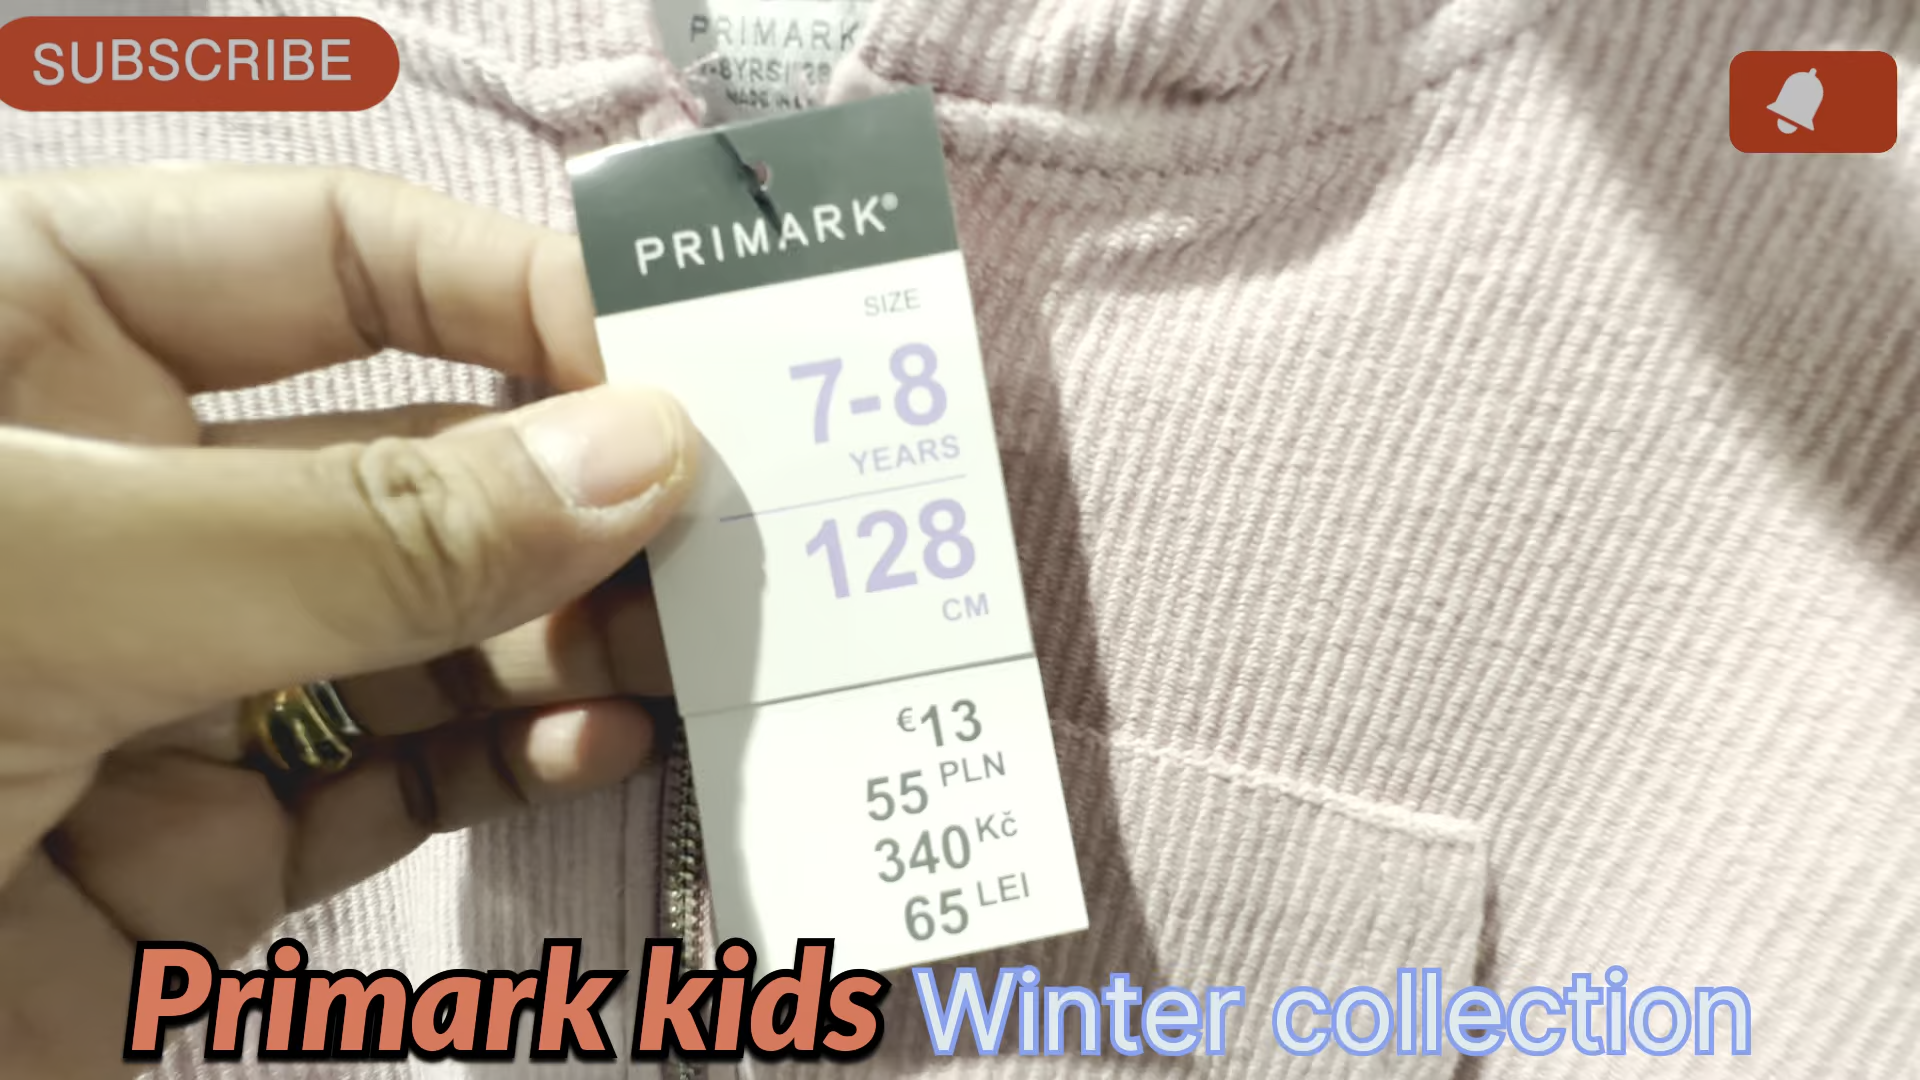 SUBSCRIBE
PRIMARK
PRIMARK®
SIZE
7-8
YEARS
128
CM
€13
55 PLN
340 Kč
65 LEI
Primark kids Winter collection